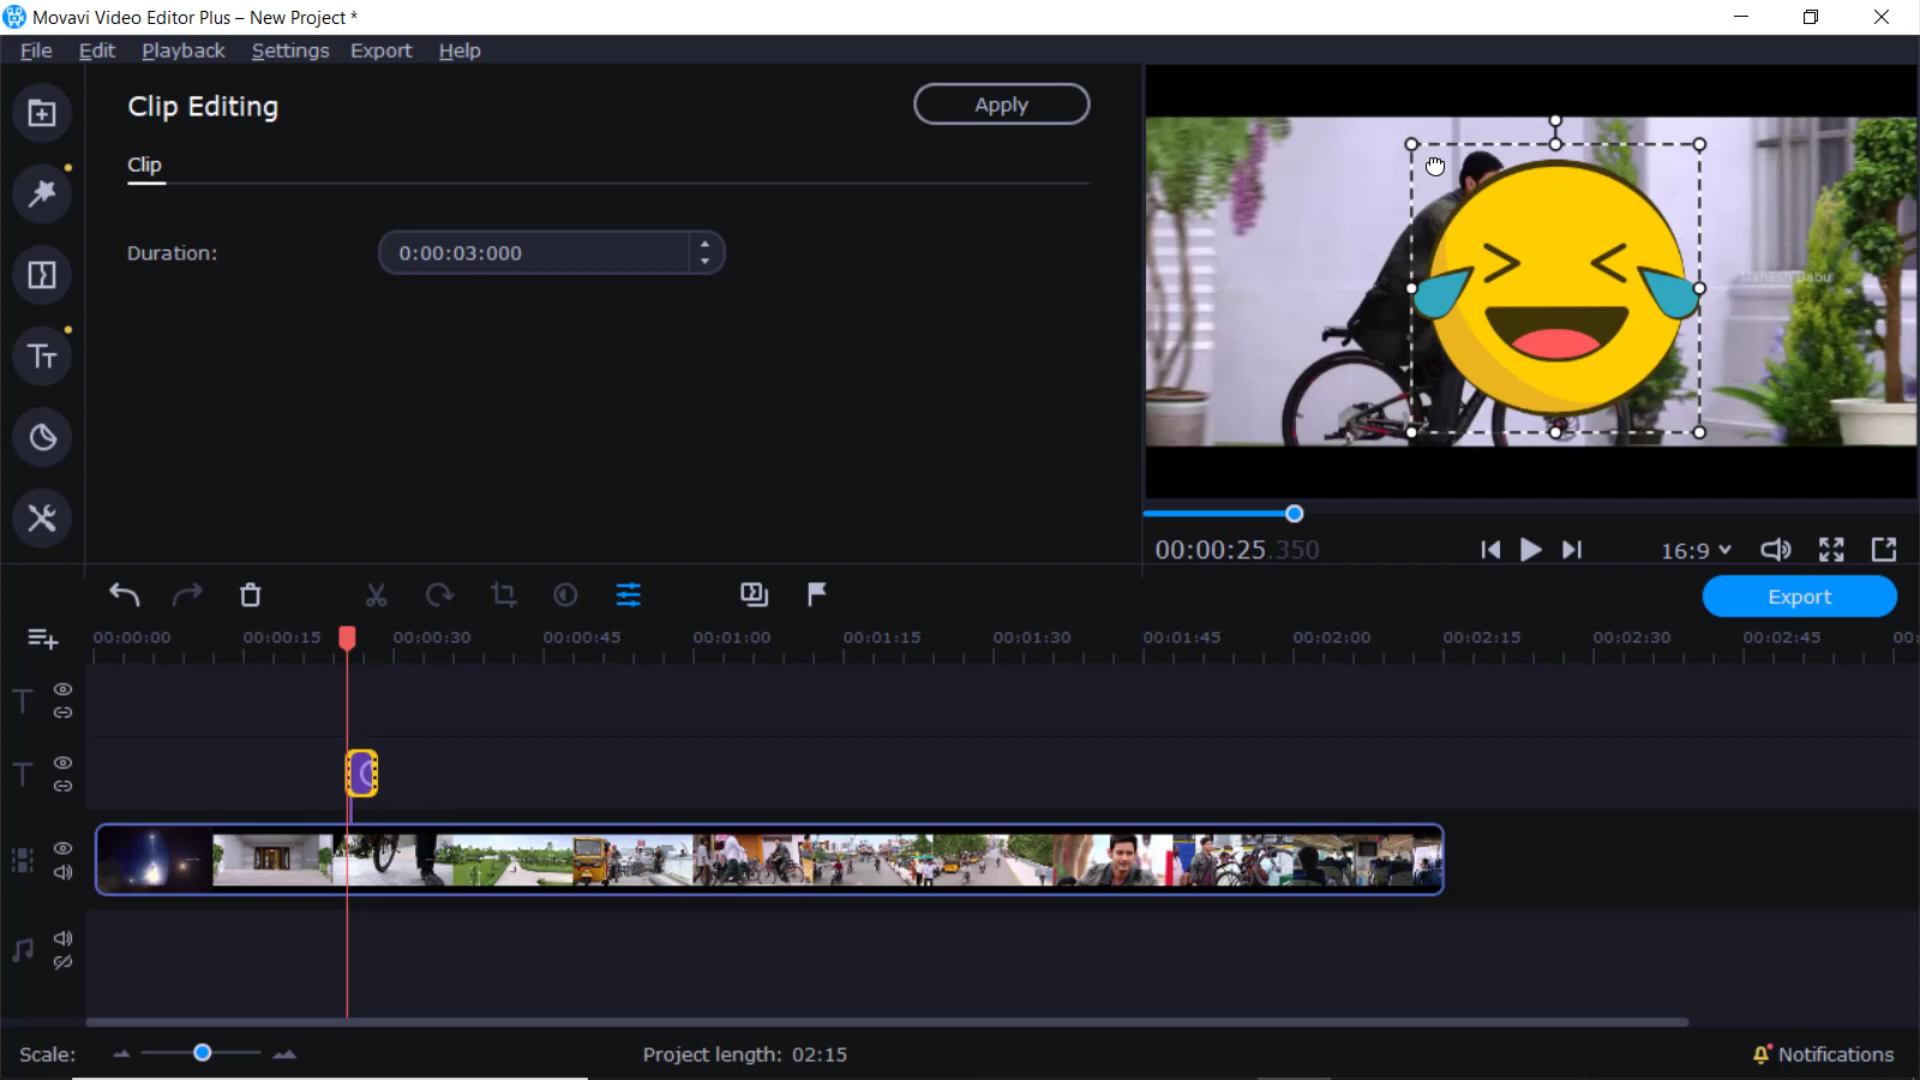 Movavi Video Editor Plus – New Project *
File Edit Playback Settings Export Help
Clip Editing
Apply
Clip
Duration:
0:00:03:000
Mahesh Babu
00:00:25.350
16:9
Export
00:00:00 00:00:15 00:00:30 00:00:45 00:01:00 00:01:15 00:01:30 00:01:45 00:02:00 00:02:15 00:02:30 00:02:45 00:
Scale:
Project length: 02:15
Notifications